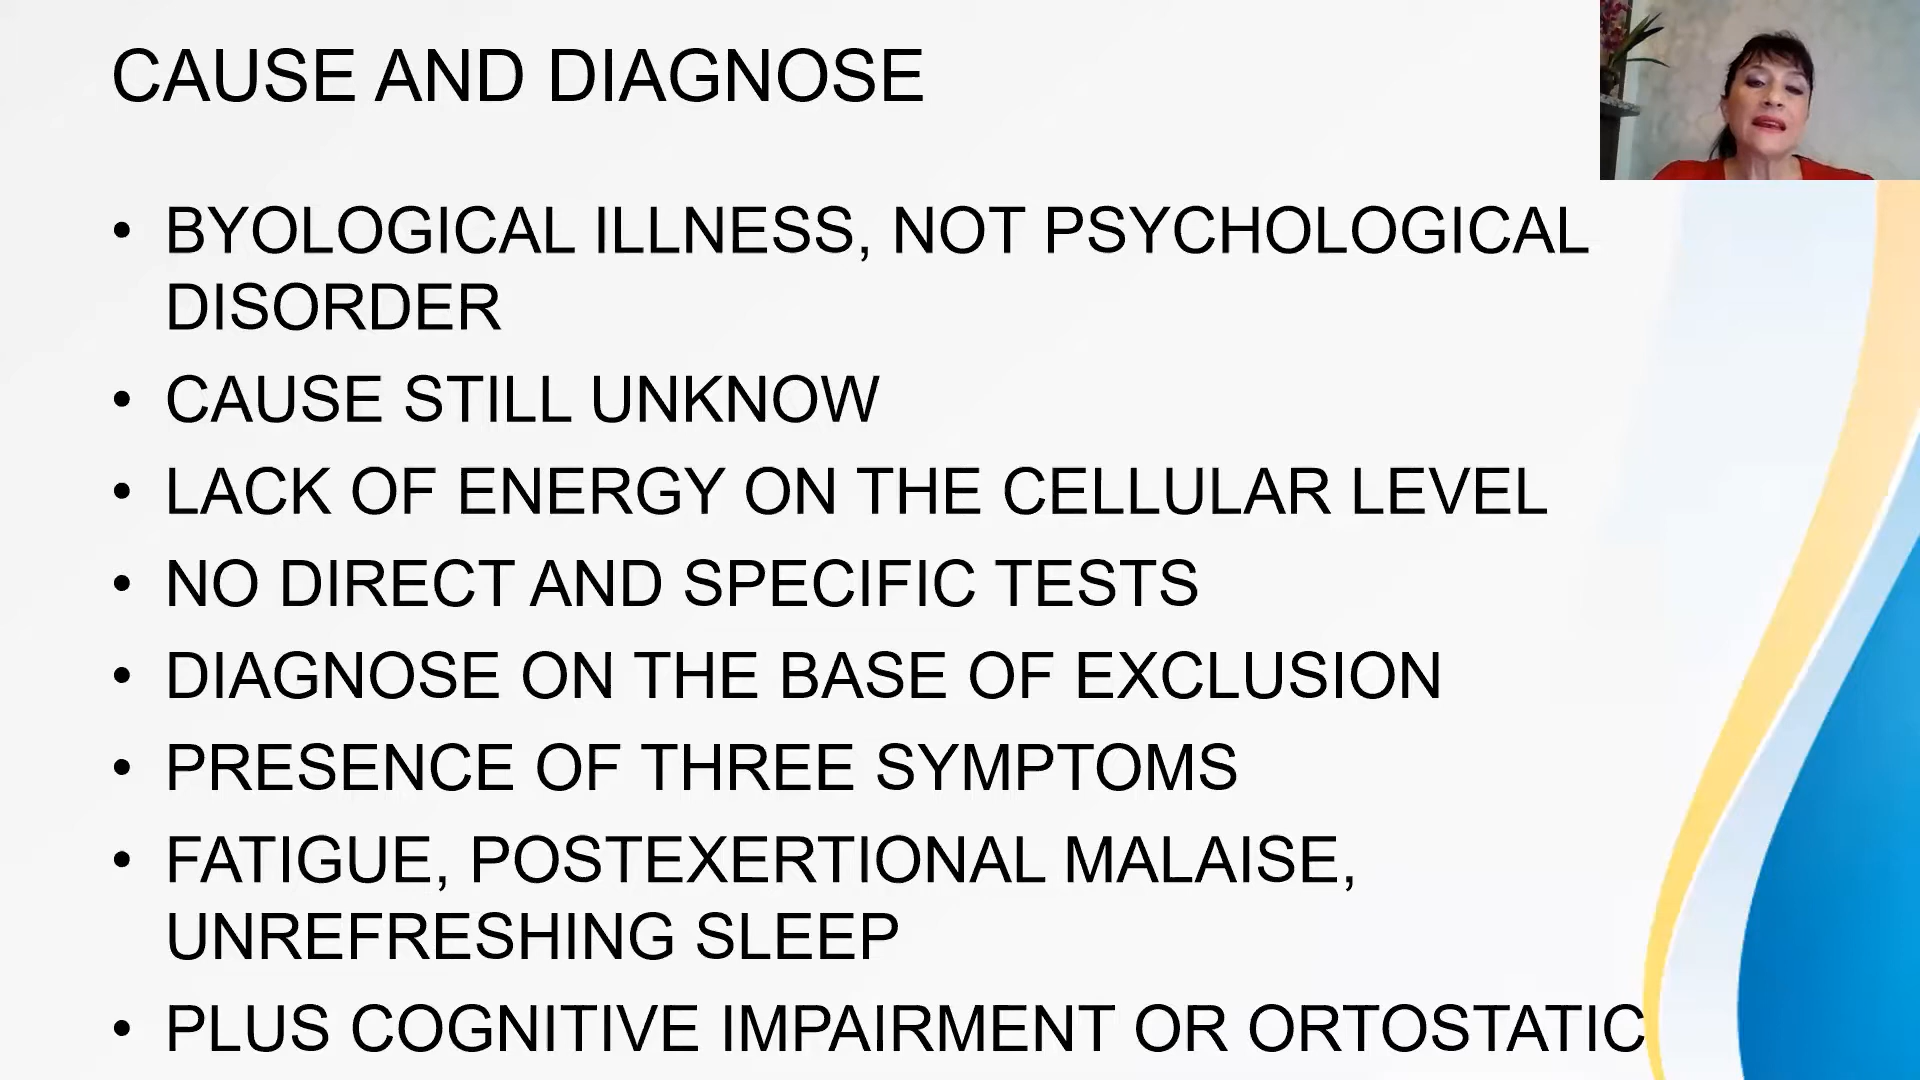 CAUSE AND DIAGNOSE
• BYOLOGICAL ILLNESS, NOT PSYCHOLOGICAL
DISORDER
• CAUSE STILL UNKNOW
• LACK OF ENERGY ON THE CELLULAR LEVEL
• NO DIRECT AND SPECIFIC TESTS
• DIAGNOSE ON THE BASE OF EXCLUSION
• PRESENCE OF THREE SYMPTOMS
• FATIGUE, POSTEXERTIONAL MALAISE,
UNREFRESHING SLEEP
• PLUS COGNITIVE IMPAIRMENT OR ORTOSTATIC